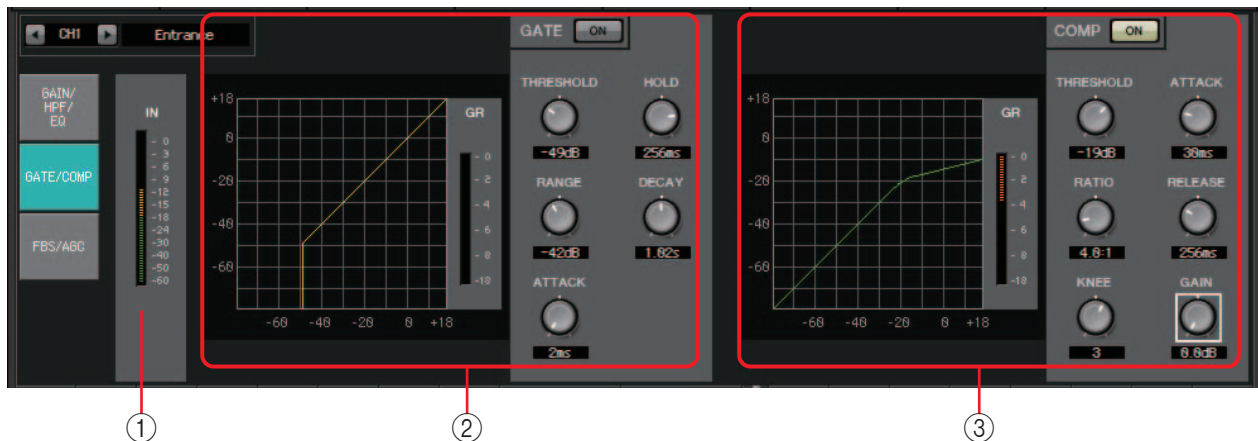 CH1 Entrance
GAIN/
HPF/
EQ
GATE/COMP
FBS/AGC
IN
0
3
6
9
-12
-15
-18
-24
-30
-40
-50
-60
GATE ON
+18
0
-20
-40
-60
-60 -40 -20 0 +18
GR
0
2
4
6
8
-18
THRESHOLD HOLD
-49dB 256ms
RANGE DECAY
-42dB 1.02s
ATTACK
2ms
COMP ON
+18
0
-20
-40
-60
-60 -40 -20 0 +18
GR
0
2
4
6
8
-18
THRESHOLD ATTACK
-19dB 30ms
RATIO RELEASE
4.0:1 256ms
KNEE GAIN
3 0.0dB
① ② ③